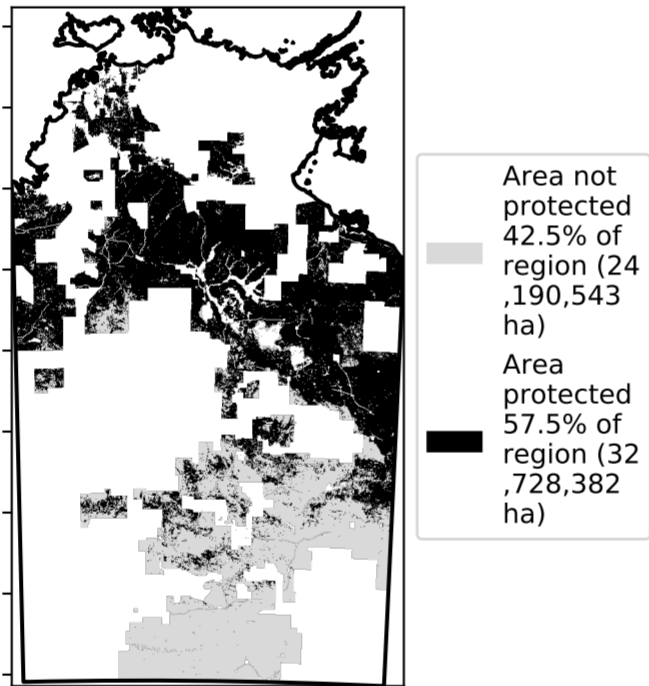 Area not
protected
42.5% of
region (24
,190,543
ha)
Area
protected
57.5% of
region (32
,728,382
ha)